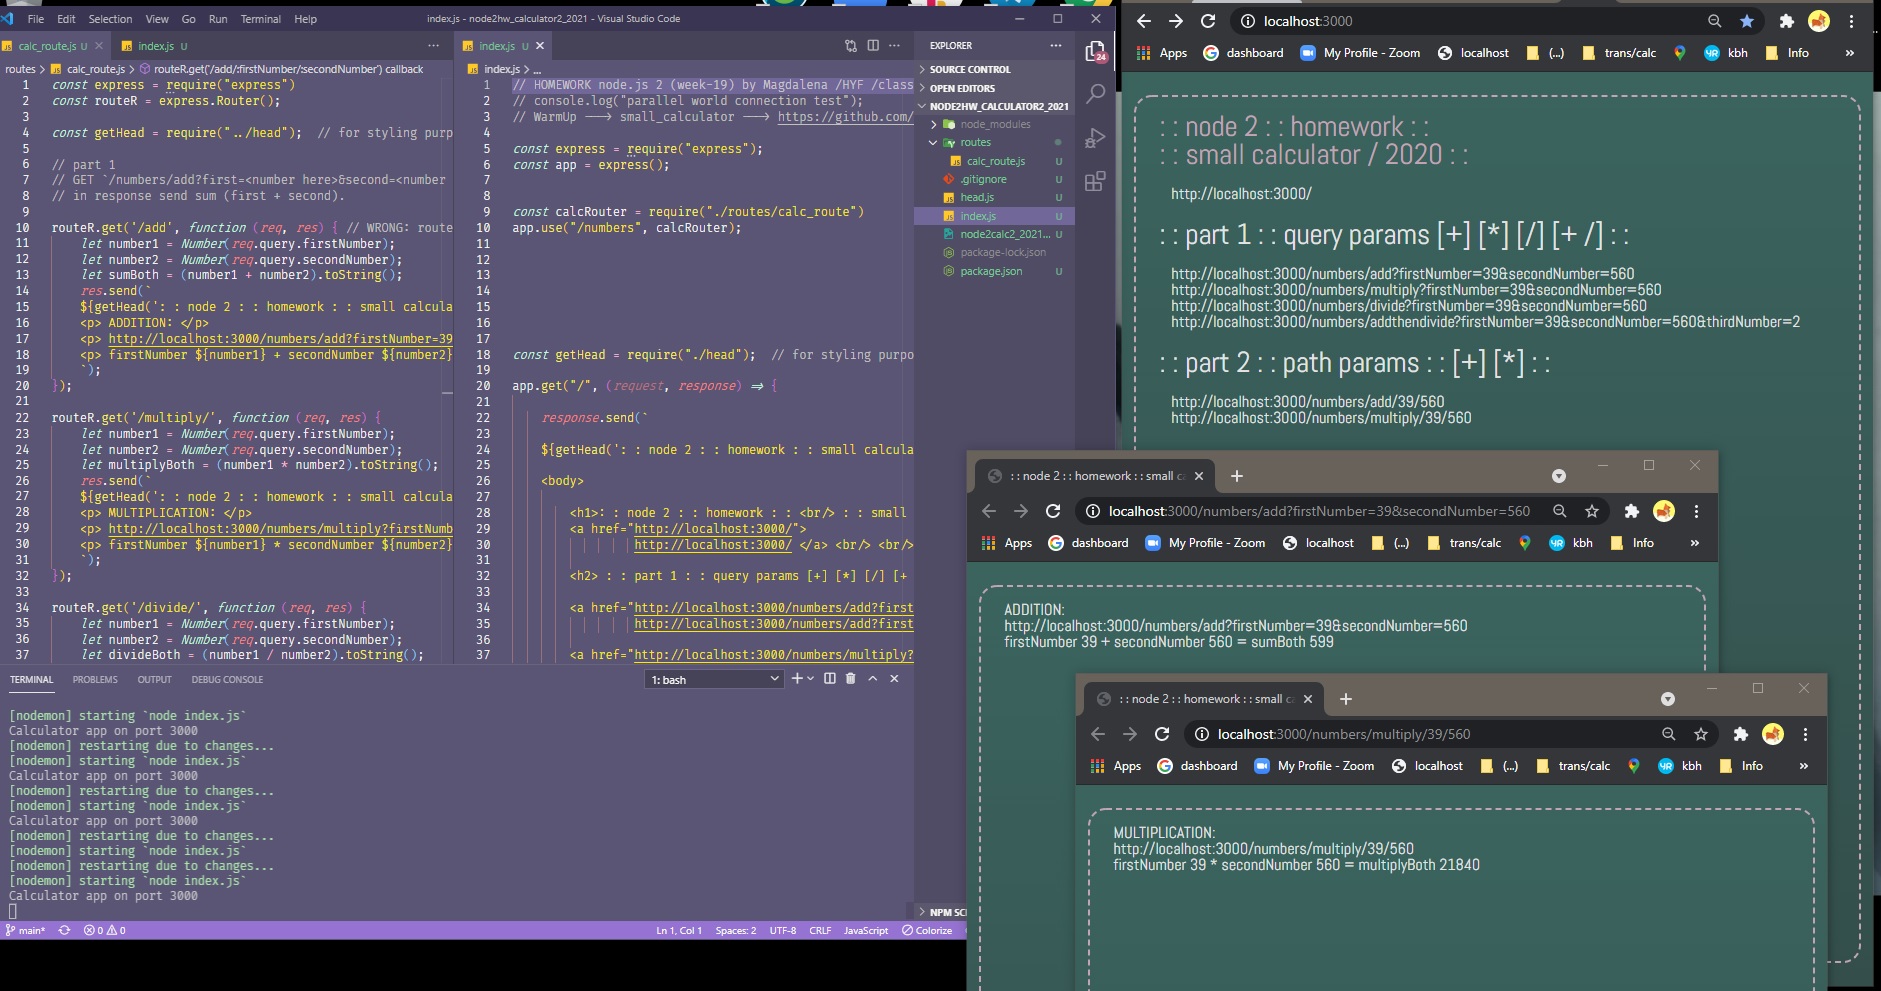 File Edit Selection View Go Run Terminal Help
index.js - node2hw_calculator2_2021 - Visual Studio Code
calc_route.js U
index.js U
routes > calc_route.js > routeR.get('/add/:firstNumber/:secondNumber') callback
1 const express = require("express")
2 const routeR = express.Router();
3
4 const getHead = require("../head");  // for styling purp
5
6 // part 1
7 // GET `/numbers/add?first=<number here>&second=<number
8 // in response send sum (first + second).
9
10 routeR.get('/add', function (req, res) { // WRONG: route
11 let number1 = Number(req.query.firstNumber);
12 let number2 = Number(req.query.secondNumber);
13 let sumBoth = (number1 + number2).toString();
14 res.send(`
15 ${getHead(': : node 2 : : homework : : small calcula
16 <p> ADDITION: </p>
17 <p> http://localhost:3000/numbers/add?firstNumber=39
18 <p> firstNumber ${number1} + secondNumber ${number2}
19 `);
20 });
21
22 routeR.get('/multiply/', function (req, res) {
23 let number1 = Number(req.query.firstNumber);
24 let number2 = Number(req.query.secondNumber);
25 let multiplyBoth = (number1 * number2).toString();
26 res.send(`
27 ${getHead(': : node 2 : : homework : : small calcula
28 <p> MULTIPLICATION: </p>
29 <p> http://localhost:3000/numbers/multiply?firstNumb
30 <p> firstNumber ${number1} * secondNumber ${number2}
31 `);
32 });
33
34 routeR.get('/divide/', function (req, res) {
35 let number1 = Number(req.query.firstNumber);
36 let number2 = Number(req.query.secondNumber);
37 let divideBoth = (number1 / number2).toString();
index.js U
index.js > ...
1 // HOMEWORK node.js 2 (week-19) by Magdalena /HYF /class
2 // console.log("parallel world connection test");
3 // WarmUp ---> small_calculator ---> https://github.com/
4
5 const express = require("express");
6 const app = express();
7
8
9 const calcRouter = require("./routes/calc_route")
10 app.use("/numbers", calcRouter);
11
12
13
14
15
16
17
18 const getHead = require("./head");  // for styling purpo
19
20 app.get("/", (request, response) => {
21
22 response.send(`
23
24 ${getHead(': : node 2 : : homework : : small calcula
25
26 <body>
27
28 <h1>: : node 2 : : homework : : <br/> : : small
29 <a href="http://localhost:3000/">
30 http://localhost:3000/ </a> <br/> <br/>
31
32 <h2> : : part 1 : : query params [+] [*] [/] [+
33
34 <a href="http://localhost:3000/numbers/add?first
35 http://localhost:3000/numbers/add?first
36
37 <a href="http://localhost:3000/numbers/multiply?
EXPLORER
SOURCE CONTROL
OPEN EDITORS
NODE2HW_CALCULATOR2_2021
node_modules
routes
calc_route.js U
.gitignore U
head.js U
index.js U
node2calc2_2021... U
package-lock.json
package.json U
NPM SC
24
TERMINAL PROBLEMS OUTPUT DEBUG CONSOLE
1: bash
[nodemon] starting `node index.js`
Calculator app on port 3000
[nodemon] restarting due to changes...
[nodemon] starting `node index.js`
Calculator app on port 3000
[nodemon] restarting due to changes...
[nodemon] starting `node index.js`
Calculator app on port 3000
[nodemon] restarting due to changes...
[nodemon] starting `node index.js`
[nodemon] restarting due to changes...
[nodemon] starting `node index.js`
Calculator app on port 3000
main* 0 0 Ln 1, Col 1 Spaces: 2 UTF-8 CRLF JavaScript Colorize
localhost:3000
Apps dashboard My Profile - Zoom localhost (...) trans/calc kbh Info »
: : node 2 : : homework : :
: : small calculator / 2020 : :
http://localhost:3000/
: : part 1 : : query params [+] [*] [/] [+ /] : :
http://localhost:3000/numbers/add?firstNumber=39&secondNumber=560
http://localhost:3000/numbers/multiply?firstNumber=39&secondNumber=560
http://localhost:3000/numbers/divide?firstNumber=39&secondNumber=560
http://localhost:3000/numbers/addthendivide?firstNumber=39&secondNumber=560&thirdNumber=2
: : part 2 : : path params : : [+] [*] : :
http://localhost:3000/numbers/add/39/560
http://localhost:3000/numbers/multiply/39/560
: : node 2 : : homework : : small c
localhost:3000/numbers/add?firstNumber=39&secondNumber=560
Apps dashboard My Profile - Zoom localhost (...) trans/calc kbh Info »
ADDITION:
http://localhost:3000/numbers/add?firstNumber=39&secondNumber=560
firstNumber 39 + secondNumber 560 = sumBoth 599
: : node 2 : : homework : : small c
localhost:3000/numbers/multiply/39/560
Apps dashboard My Profile - Zoom localhost (...) trans/calc kbh Info »
MULTIPLICATION:
http://localhost:3000/numbers/multiply/39/560
firstNumber 39 * secondNumber 560 = multiplyBoth 21840